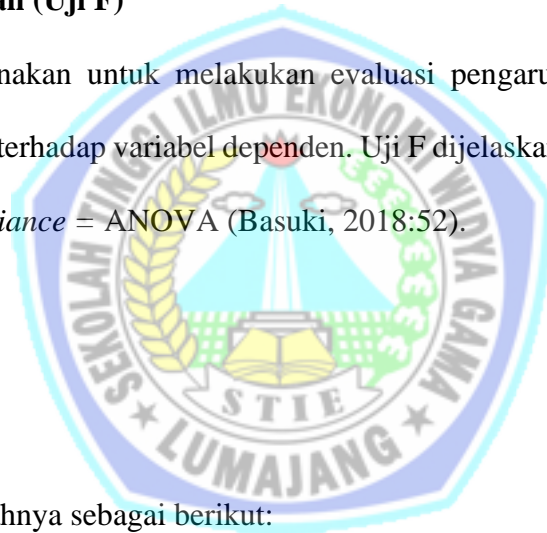 an (Uji F)
nakan untuk melakukan evaluasi pengaru
terhadap variabel dependen. Uji F dijelaskan
iance = ANOVA (Basuki, 2018:52).
SEKOLAH TINGGI ILMU EKONOMI WIDYA GAMA
STIE
LUMAJANG
hnya sebagai berikut: